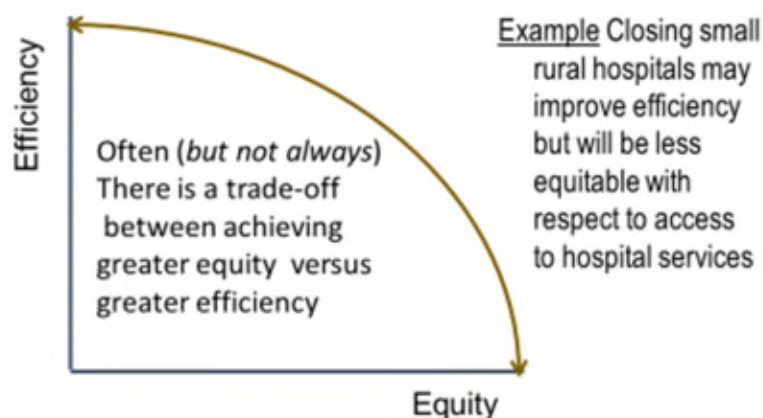 Efficiency
Often (but not always)
There is a trade-off
between achieving
greater equity versus
greater efficiency
Equity
Example Closing small
rural hospitals may
improve efficiency
but will be less
equitable with
respect to access
to hospital services